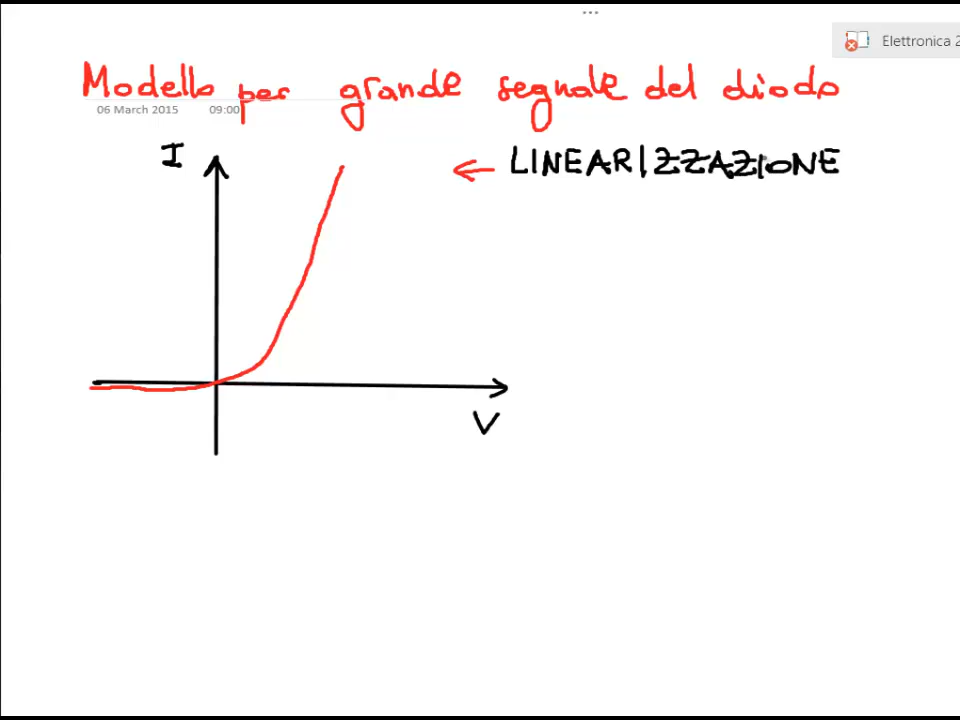 ...
Elettronica 2
Modello per grande segnale del diodo
06 March 2015 09:00
I
← LINEARIZZAZIONE
V